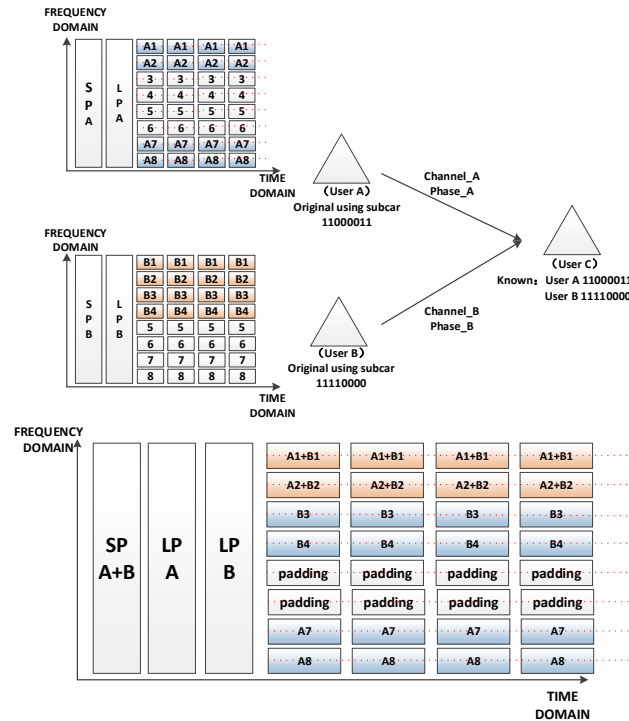 FREQUENCY
DOMAIN
S
P
A
L
P
A
A1 A1 A1 A1
A2 A2 A2 A2
3 3 3 3
4 4 4 4
5 5 5 5
6 6 6 6
A7 A7 A7 A7
A8 A8 A8 A8
TIME
DOMAIN
(User A)
Original using subcar
11000011
Channel_A
Phase_A
(User C)
Known: User A 11000011
User B 11110000
FREQUENCY
DOMAIN
S
P
B
L
P
B
B1 B1 B1 B1
B2 B2 B2 B2
B3 B3 B3 B3
B4 B4 B4 B4
5 5 5 5
6 6 6 6
7 7 7 7
8 8 8 8
TIME
DOMAIN
(User B)
Original using subcar
11110000
Channel_B
Phase_B
FREQUENCY
DOMAIN
SP
A+B
LP
A
LP
B
A1+B1 A1+B1 A1+B1 A1+B1
A2+B2 A2+B2 A2+B2 A2+B2
B3 B3 B3 B3
B4 B4 B4 B4
padding padding padding padding
padding padding padding padding
A7 A7 A7 A7
A8 A8 A8 A8
TIME
DOMAIN